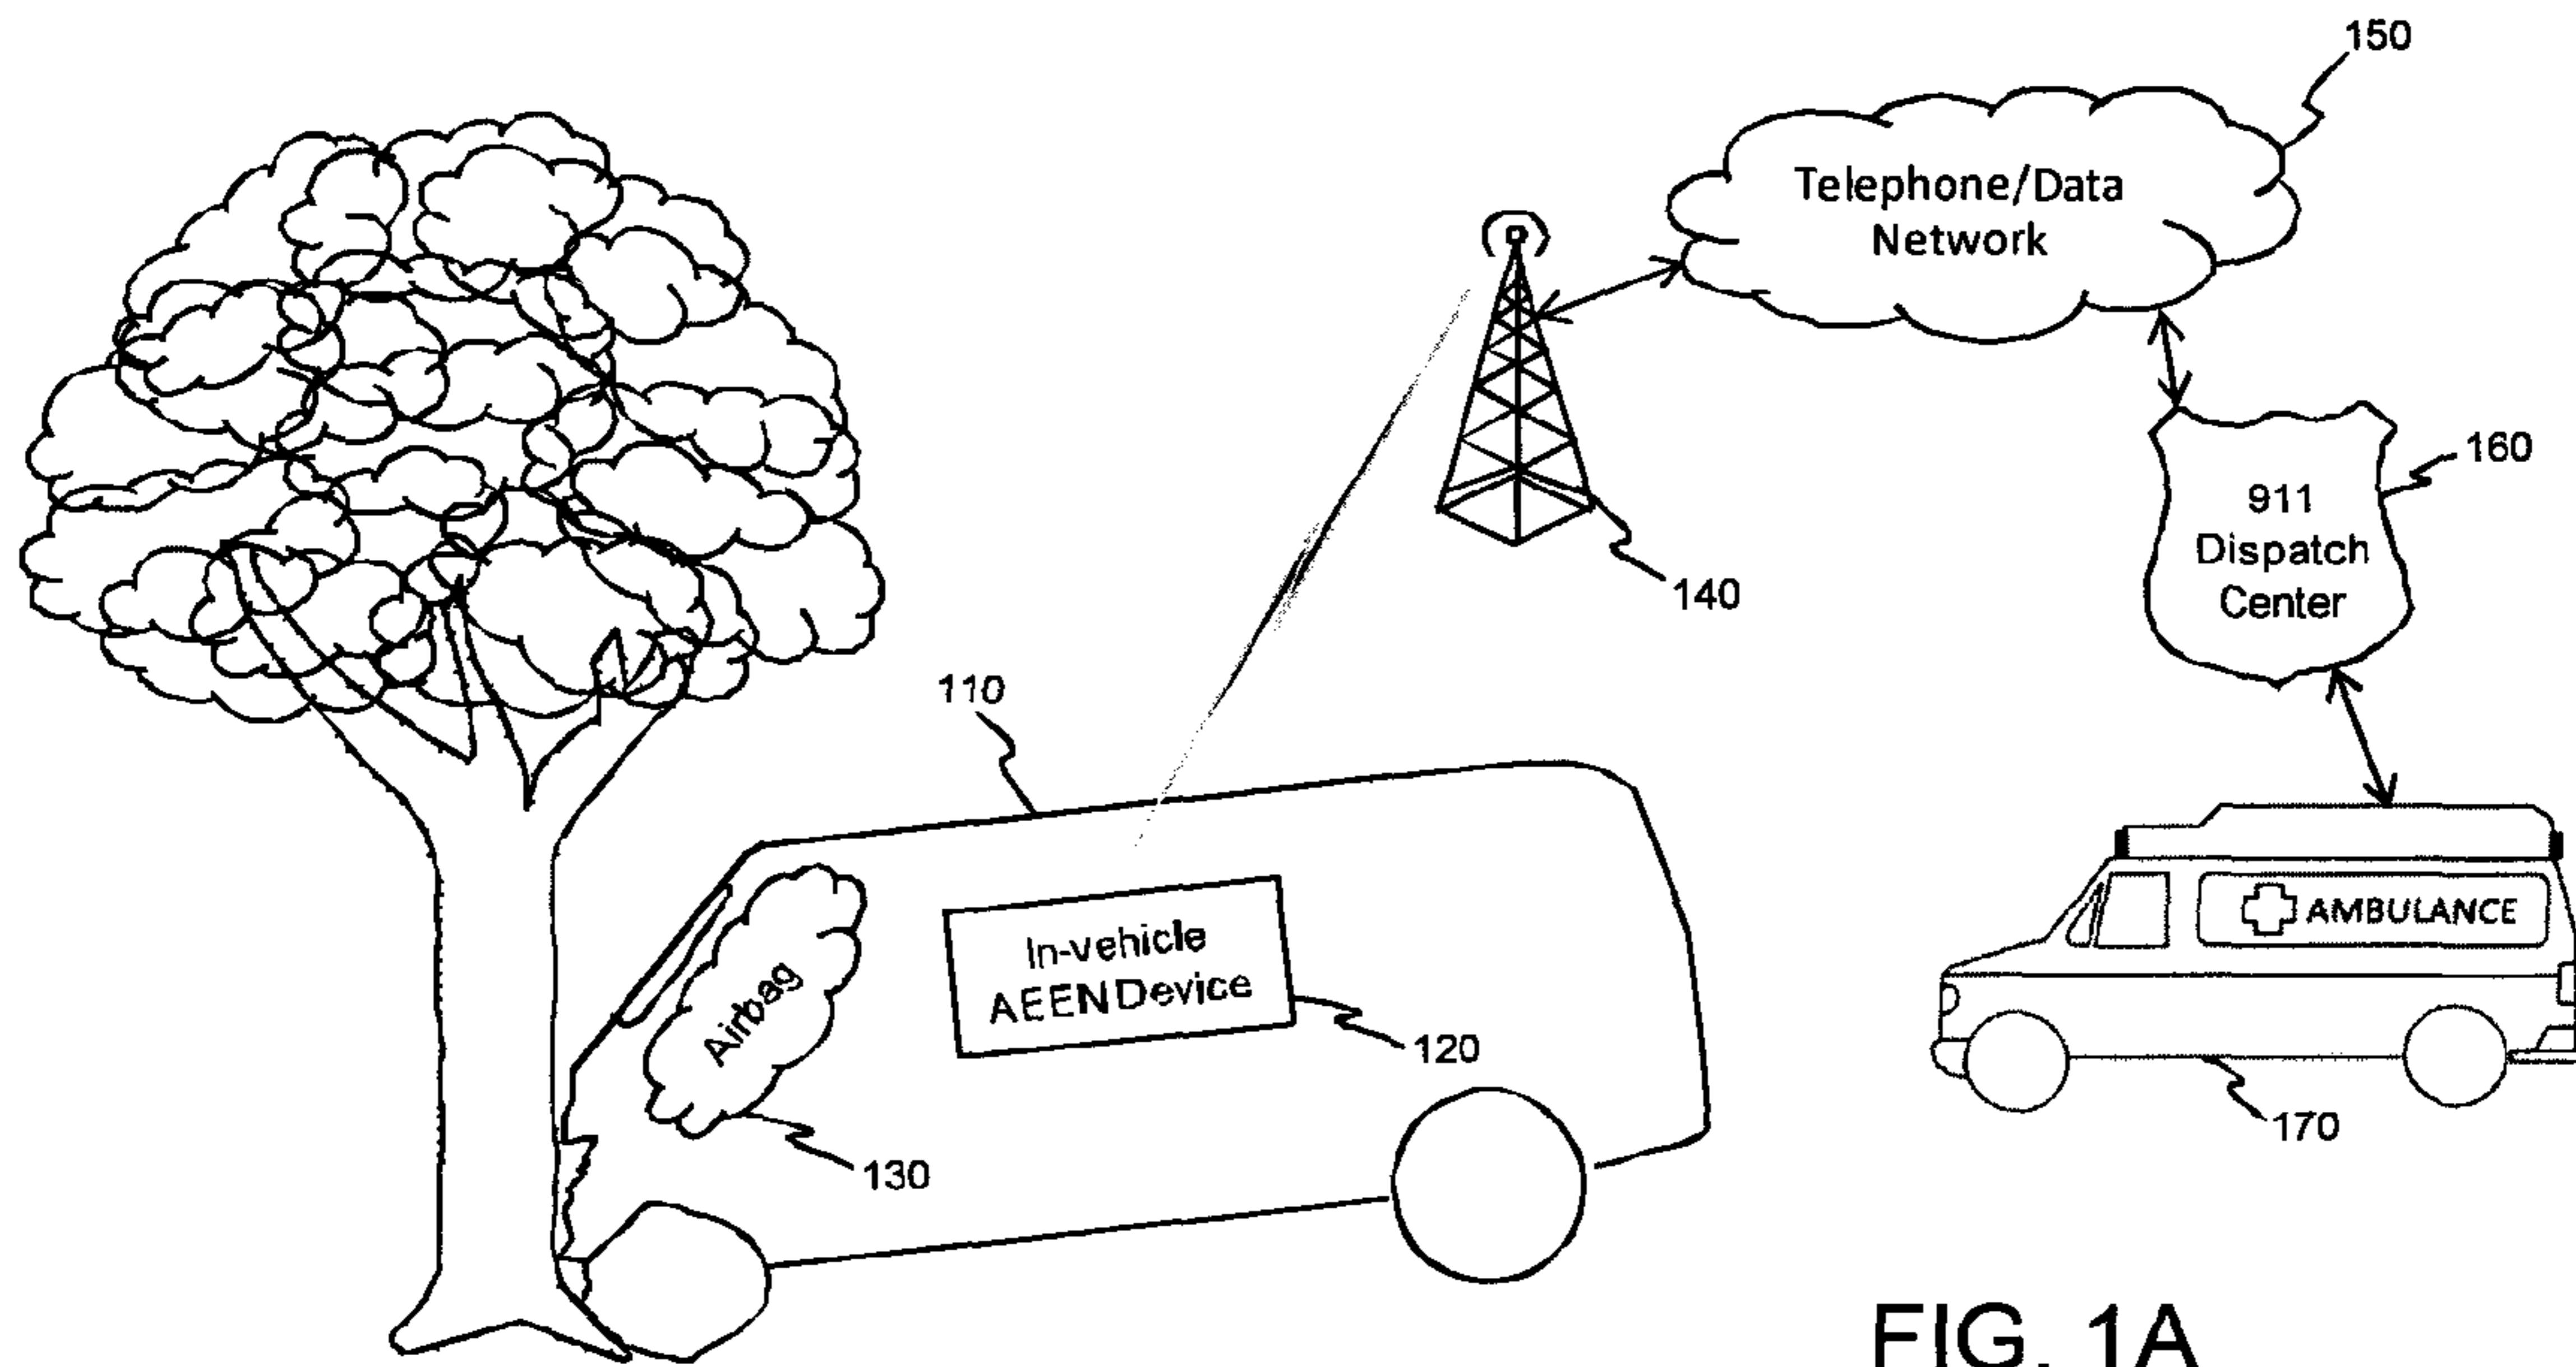 150
Telephone/Data
Network
160
911
Dispatch
Center
140
110
AMBULANCE
In-vehicle
AEEN Device
Airbag
120
170
130
FIG. 1A